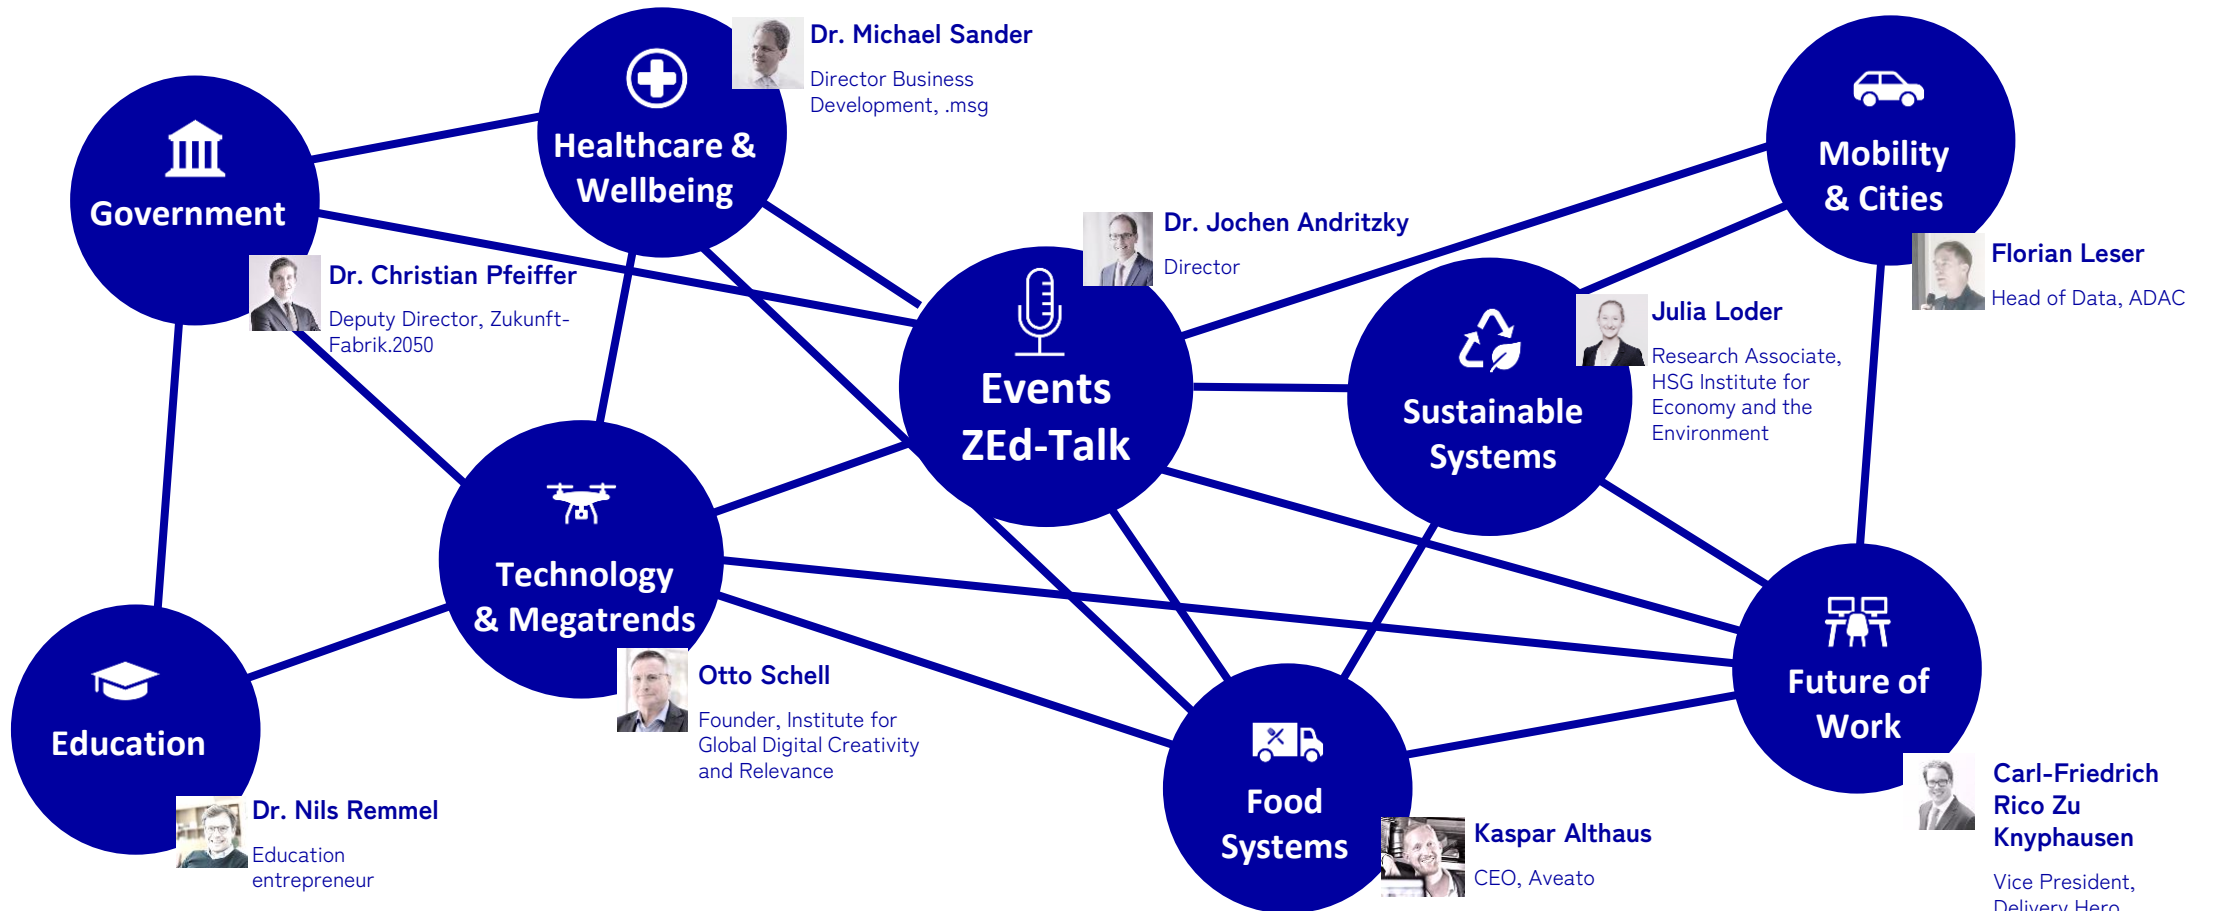 Dr. Michael Sander
Director Business
Development, .msg
Healthcare &
Wellbeing
Government
Dr. Christian Pfeiffer
Deputy Director, Zukunft-
Fabrik.2050
Mobility
& Cities
Florian Leser
Head of Data, ADAC
Dr. Jochen Andritzky
Director
Events
ZEd-Talk
Julia Loder
Research Associate,
HSG Institute for
Economy and the
Environment
Sustainable
Systems
Technology
& Megatrends
Otto Schell
Founder, Institute for
Global Digital Creativity
and Relevance
Education
Dr. Nils Remmel
Education
entrepreneur
Food
Systems
Kaspar Althaus
CEO, Aveato
Future of
Work
Carl-Friedrich
Rico Zu
Knyphausen
Vice President,
Delivery Hero